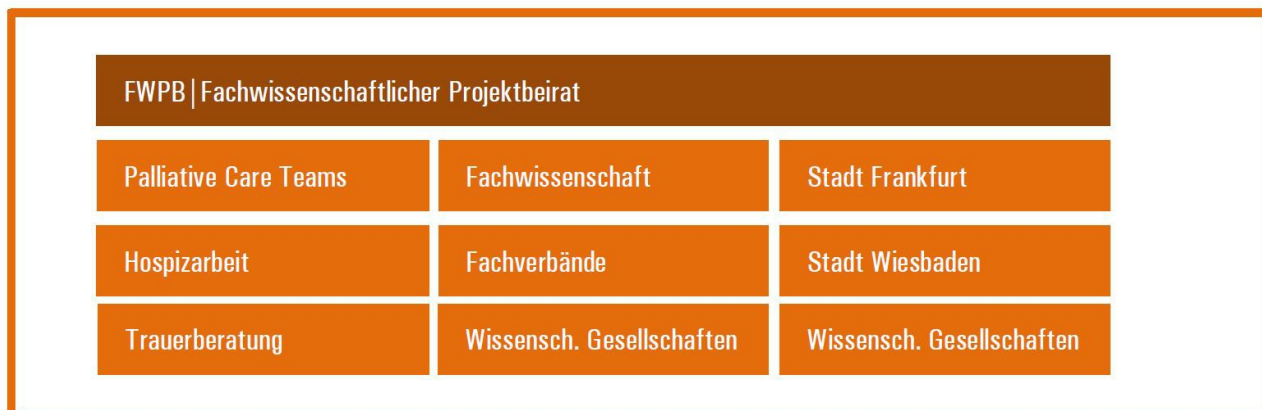 FWPB|Fachwissenschaftlicher Projektbeirat
Palliative Care Teams
Fachwissenschaft
Stadt Frankfurt
Hospizarbeit
Fachverbände
Stadt Wiesbaden
Trauerberatung
Wissensch. Gesellschaften
Wissensch. Gesellschaften